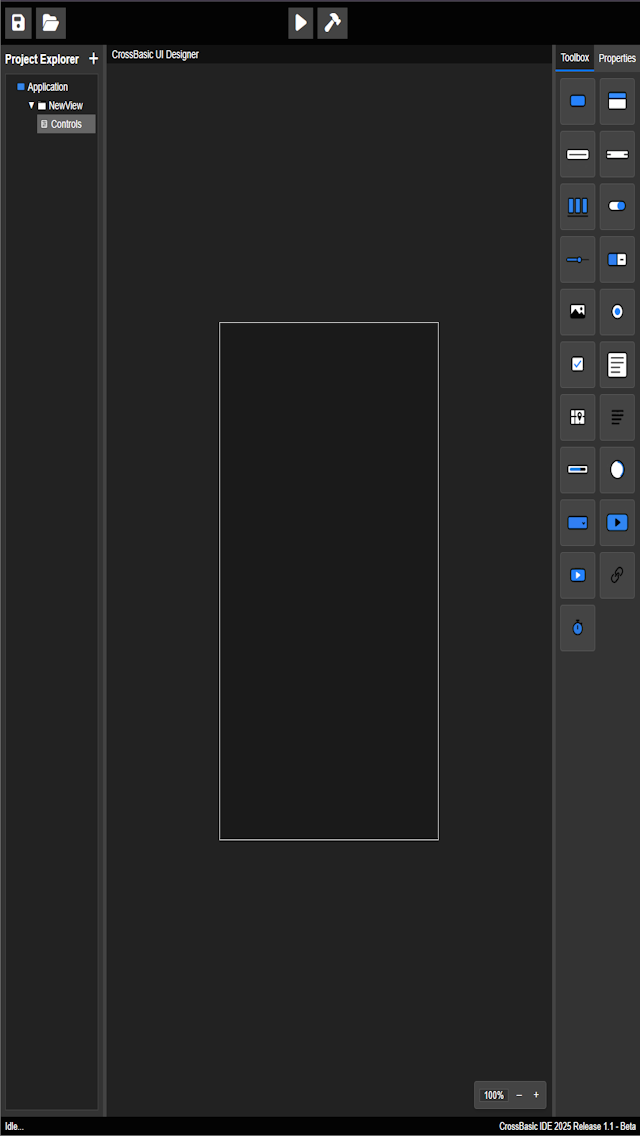 Project Explorer +
CrossBasic UI Designer
Toolbox
Properties
Application
NewView
Controls
100% − +
Idle...
CrossBasic IDE 2025 Release 1.1 - Beta